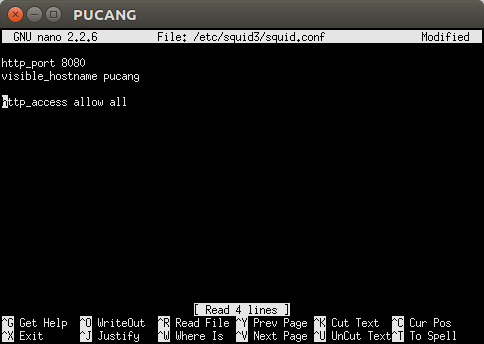 PUCANG
GNU nano 2.2.6 File: /etc/squid3/squid.conf Modified
http_port 8080
visible_hostname pucang
http_access allow all
[ Read 4 lines ]
^G Get Help ^O WriteOut ^R Read File ^Y Prev Page ^K Cut Text ^C Cur Pos
^X Exit ^J Justify ^W Where Is ^V Next Page ^U UnCut Text ^T To Spell